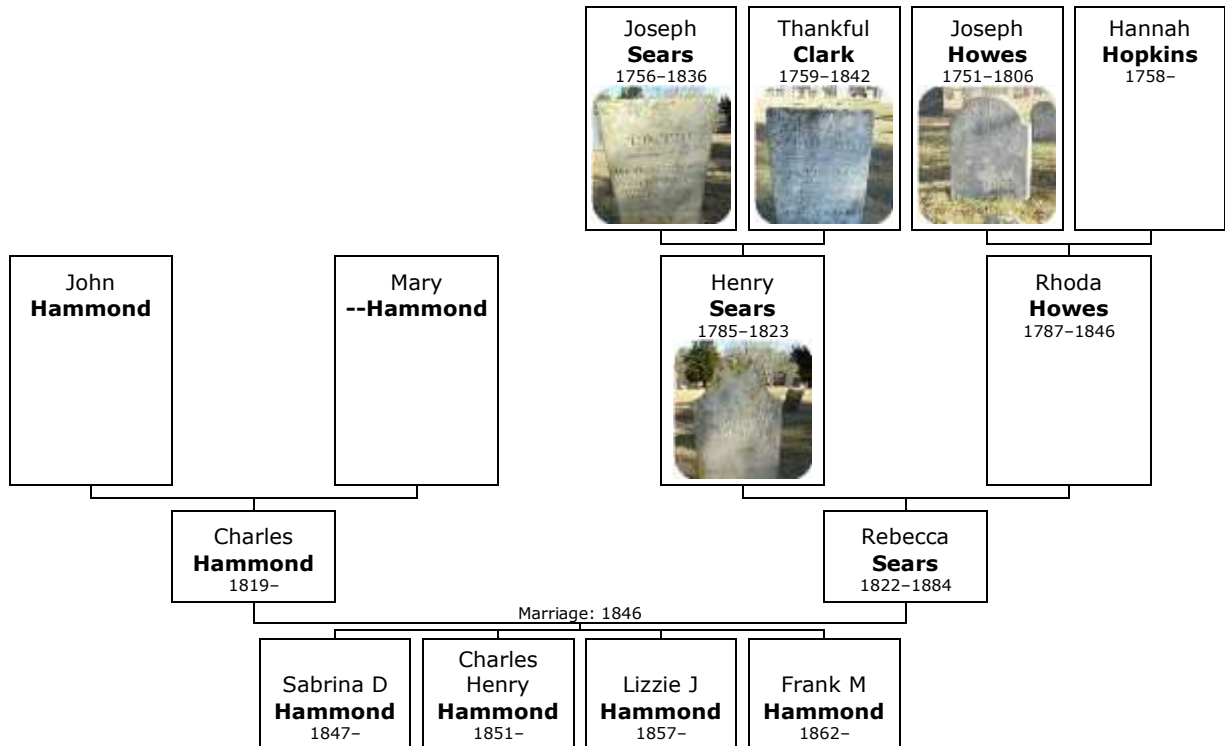 Joseph
Sears
1756–1836
Thankful
Clark
1759–1842
Joseph
Howes
1751–1806
Hannah
Hopkins
1758–
John
Hammond
Mary
--Hammond
Henry
Sears
1785–1823
Rhoda
Howes
1787–1846
Charles
Hammond
1819–
Rebecca
Sears
1822–1884
Marriage: 1846
Sabrina D
Hammond
1847–
Charles
Henry
Hammond
1851–
Lizzie J
Hammond
1857–
Frank M
Hammond
1862–